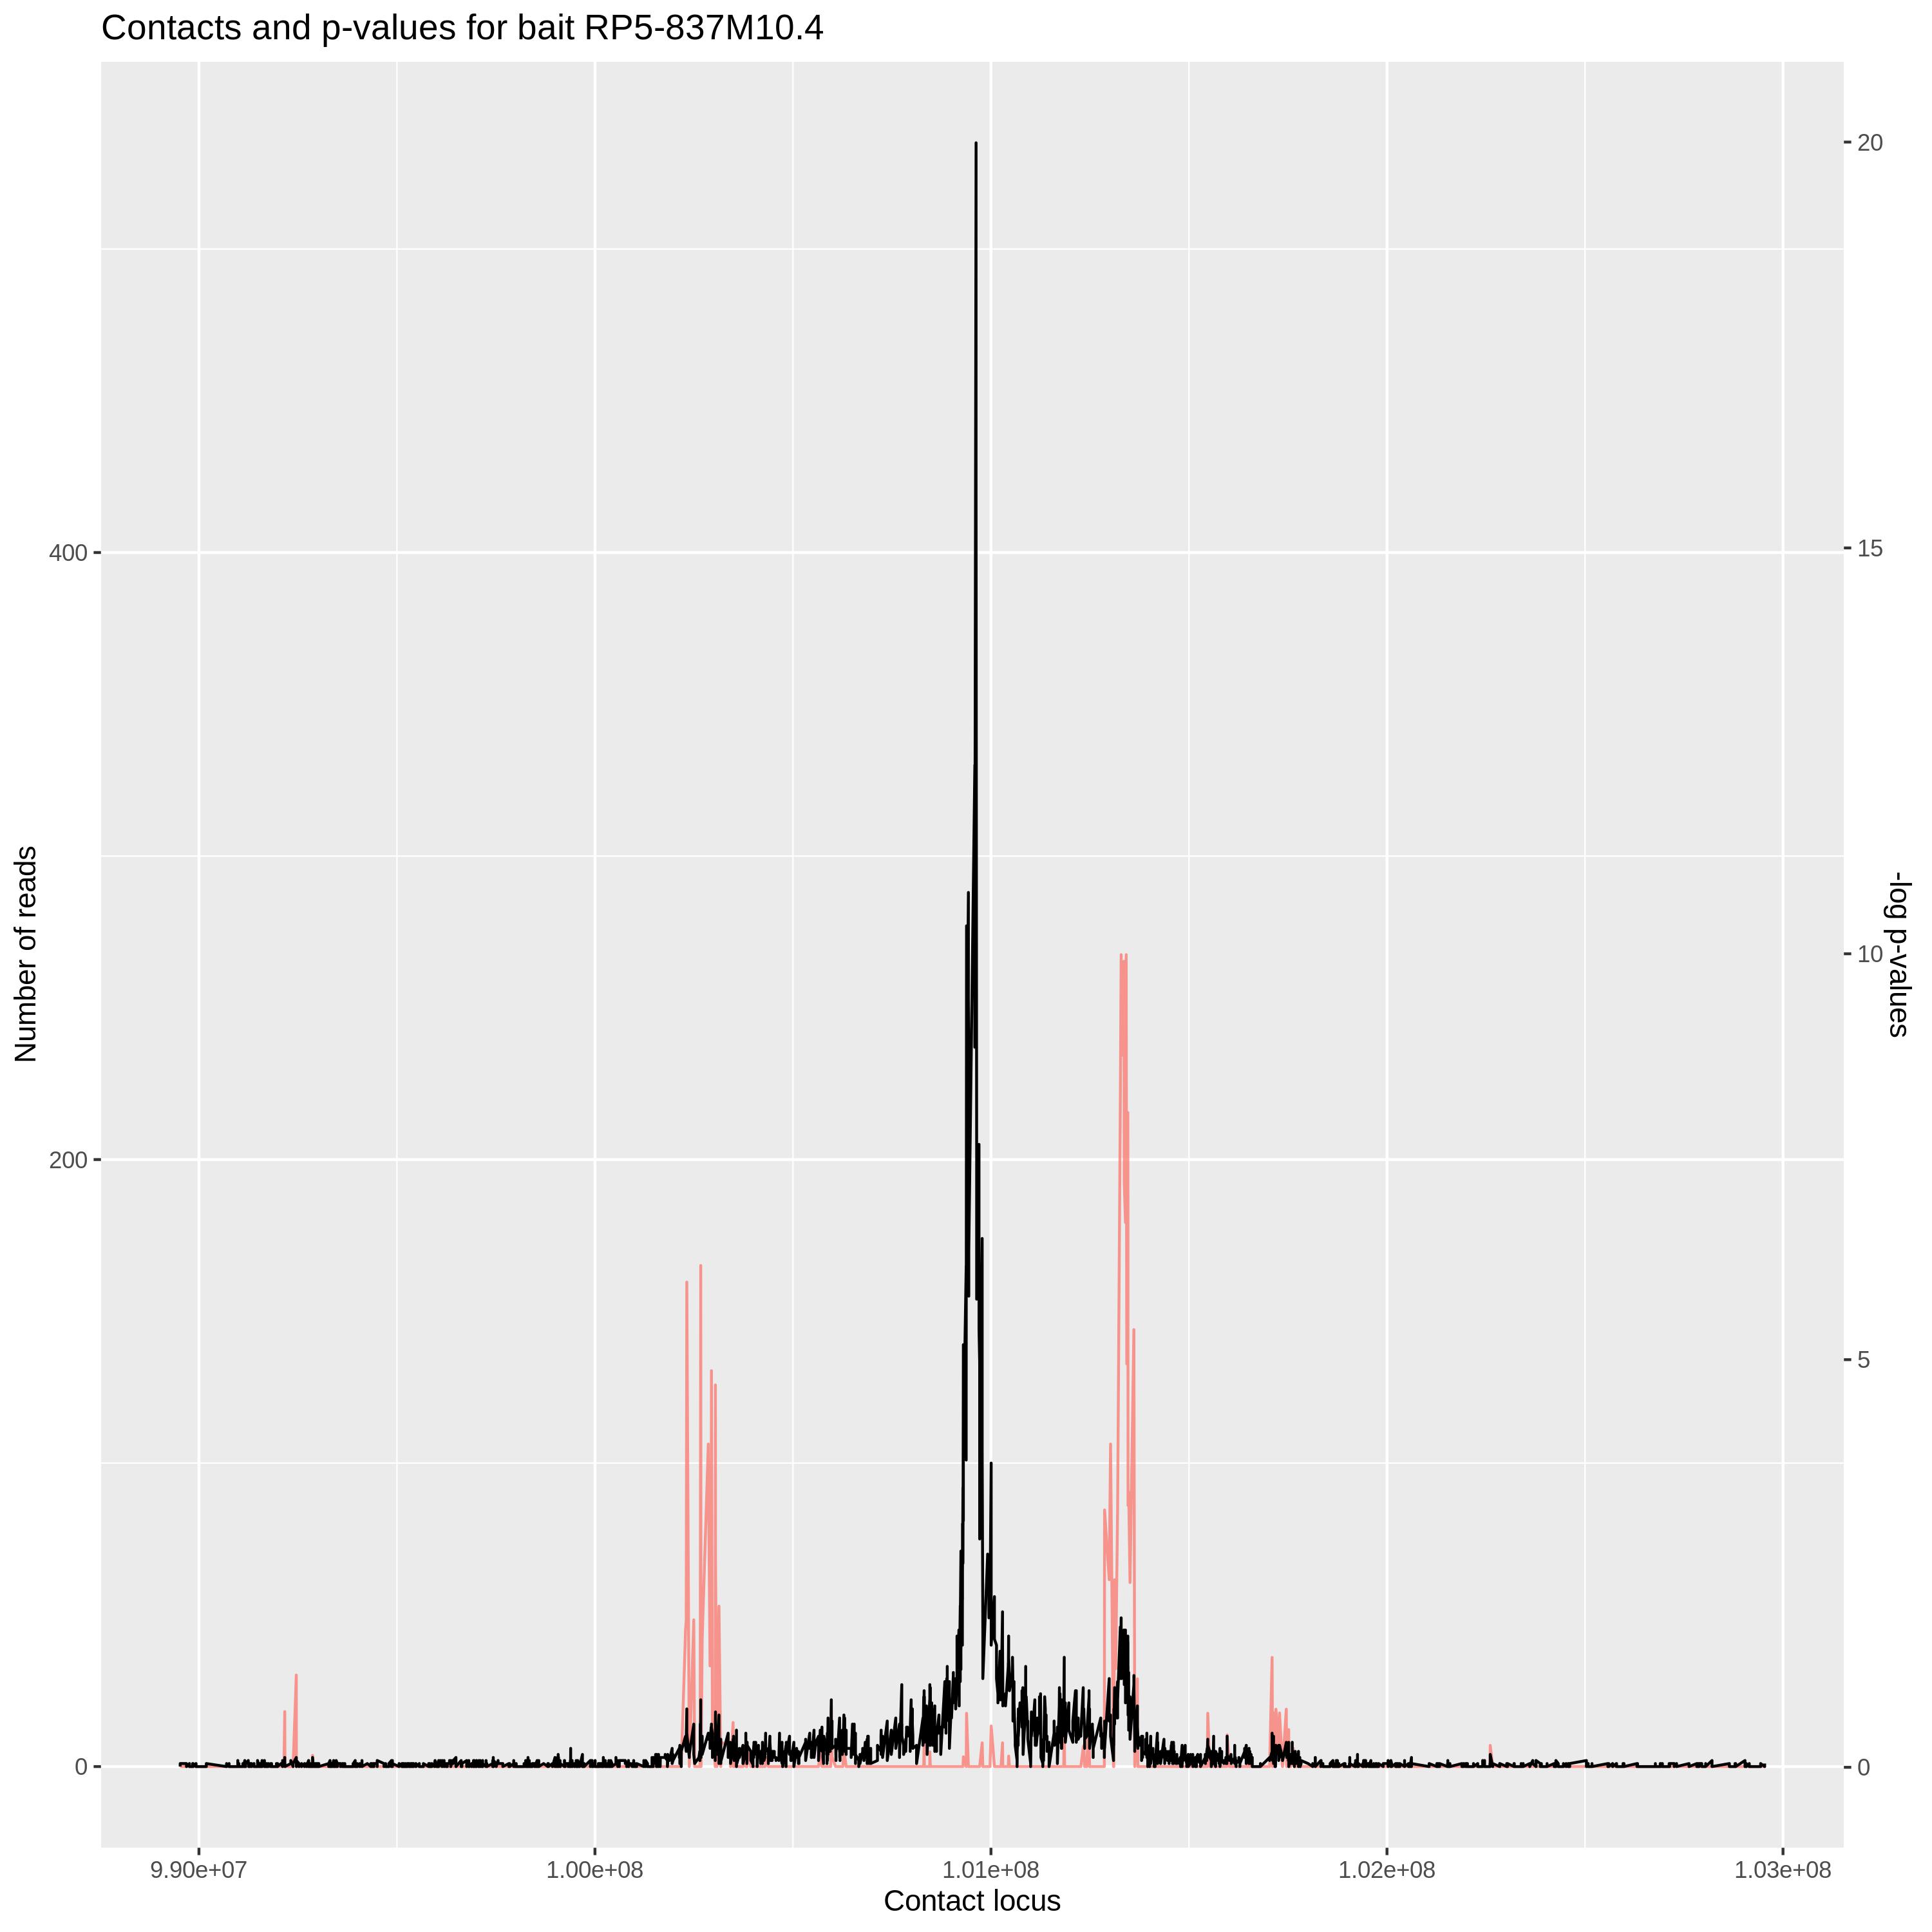 Contacts and p-values for bait RP5-837M10.4
20
400
15
Number of reads
-log p-values
10
200
5
0
0
9.90e+07
1.00e+08
1.01e+08
1.02e+08
1.03e+08
Contact locus